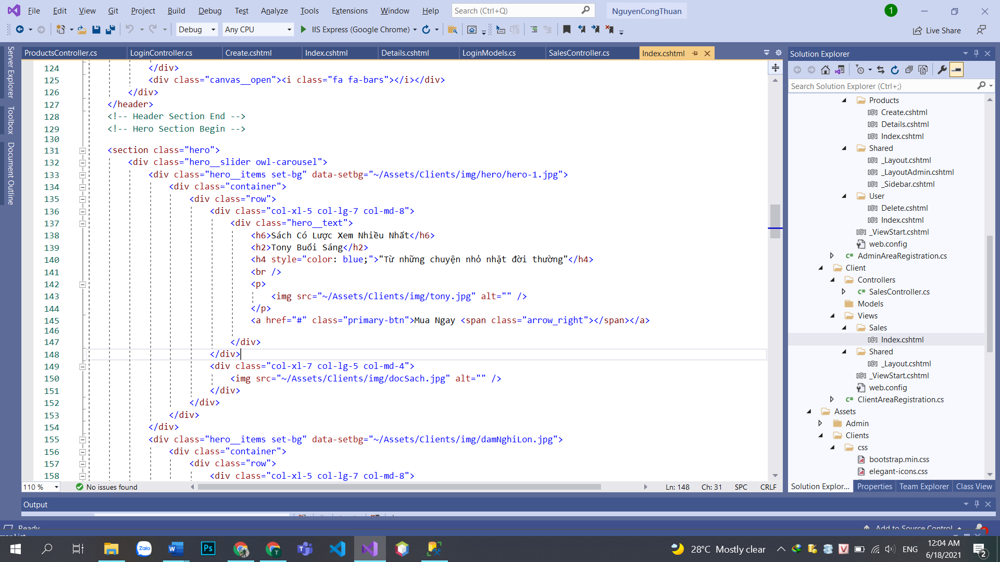 File Edit View Git Project Build Debug Test Analyze Tools Extensions Window Help Search (Ctrl+Q) NguyenCongThuan 1
Debug Any CPU IIS Express (Google Chrome) Live Share
Server Explorer
Toolbox
Document Outline
ProductsController.cs LoginController.cs Create.cshtml Index.cshtml Details.cshtml LoginModels.cs SalesController.cs Index.cshtml
124 </div>
125 <div class="canvas__open"><i class="fa fa-bars"></i></div>
126 </div>
127 </header>
128 <!-- Header Section End -->
129 <!-- Hero Section Begin -->
130
131 <section class="hero">
132 <div class="hero__slider owl-carousel">
133 <div class="hero__items set-bg" data-setbg="~/Assets/Clients/img/hero/hero-1.jpg">
134 <div class="container">
135 <div class="row">
136 <div class="col-xl-5 col-lg-7 col-md-8">
137 <div class="hero__text">
138 <h6>Sách Có Lược Xem Nhiều Nhất</h6>
139 <h2>Tony Buổi Sáng</h2>
140 <h4 style="color: blue;">"Từ những chuyện nhỏ nhặt đời thường"</h4>
141 <br />
142 <p>
143 <img src="~/Assets/Clients/img/tony.jpg" alt="" />
144 </p>
145 <a href="#" class="primary-btn">Mua Ngay <span class="arrow_right"></span></a>
146
147 </div>
148 </div>
149 <div class="col-xl-7 col-lg-5 col-md-4">
150 <img src="~/Assets/Clients/img/docSach.jpg" alt="" />
151 </div>
152 </div>
153 </div>
154 </div>
155 <div class="hero__items set-bg" data-setbg="~/Assets/Clients/img/damNghiLon.jpg">
156 <div class="container">
157 <div class="row">
158 <div class="col-xl-5 col-lg-7 col-md-8">
110 % No issues found Ln: 148 Ch: 31 SPC CRLF
Solution Explorer
Search Solution Explorer (Ctrl+;)
Products
Create.cshtml
Details.cshtml
Index.cshtml
Shared
_Layout.cshtml
_LayoutAdmin.cshtml
_Sidebar.cshtml
User
Delete.cshtml
Index.cshtml
_ViewStart.cshtml
web.config
AdminAreaRegistration.cs
Client
Controllers
SalesController.cs
Models
Views
Sales
Index.cshtml
Shared
_Layout.cshtml
_ViewStart.cshtml
web.config
ClientAreaRegistration.cs
Assets
Admin
Clients
css
bootstrap.min.css
elegant-icons.css
Solution Explor... Properties Team Explorer Class View
Output
Ready Add to Source Control
28°C Mostly clear ENG 12:04 AM
6/18/2021 2